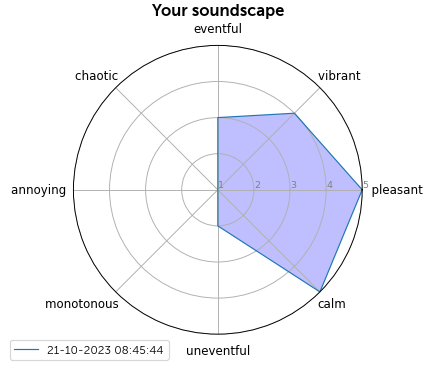 Your soundscape
eventful
chaotic
vibrant
annoying
1 2 3 4 5
pleasant
monotonous
calm
uneventful
21-10-2023 08:45:44